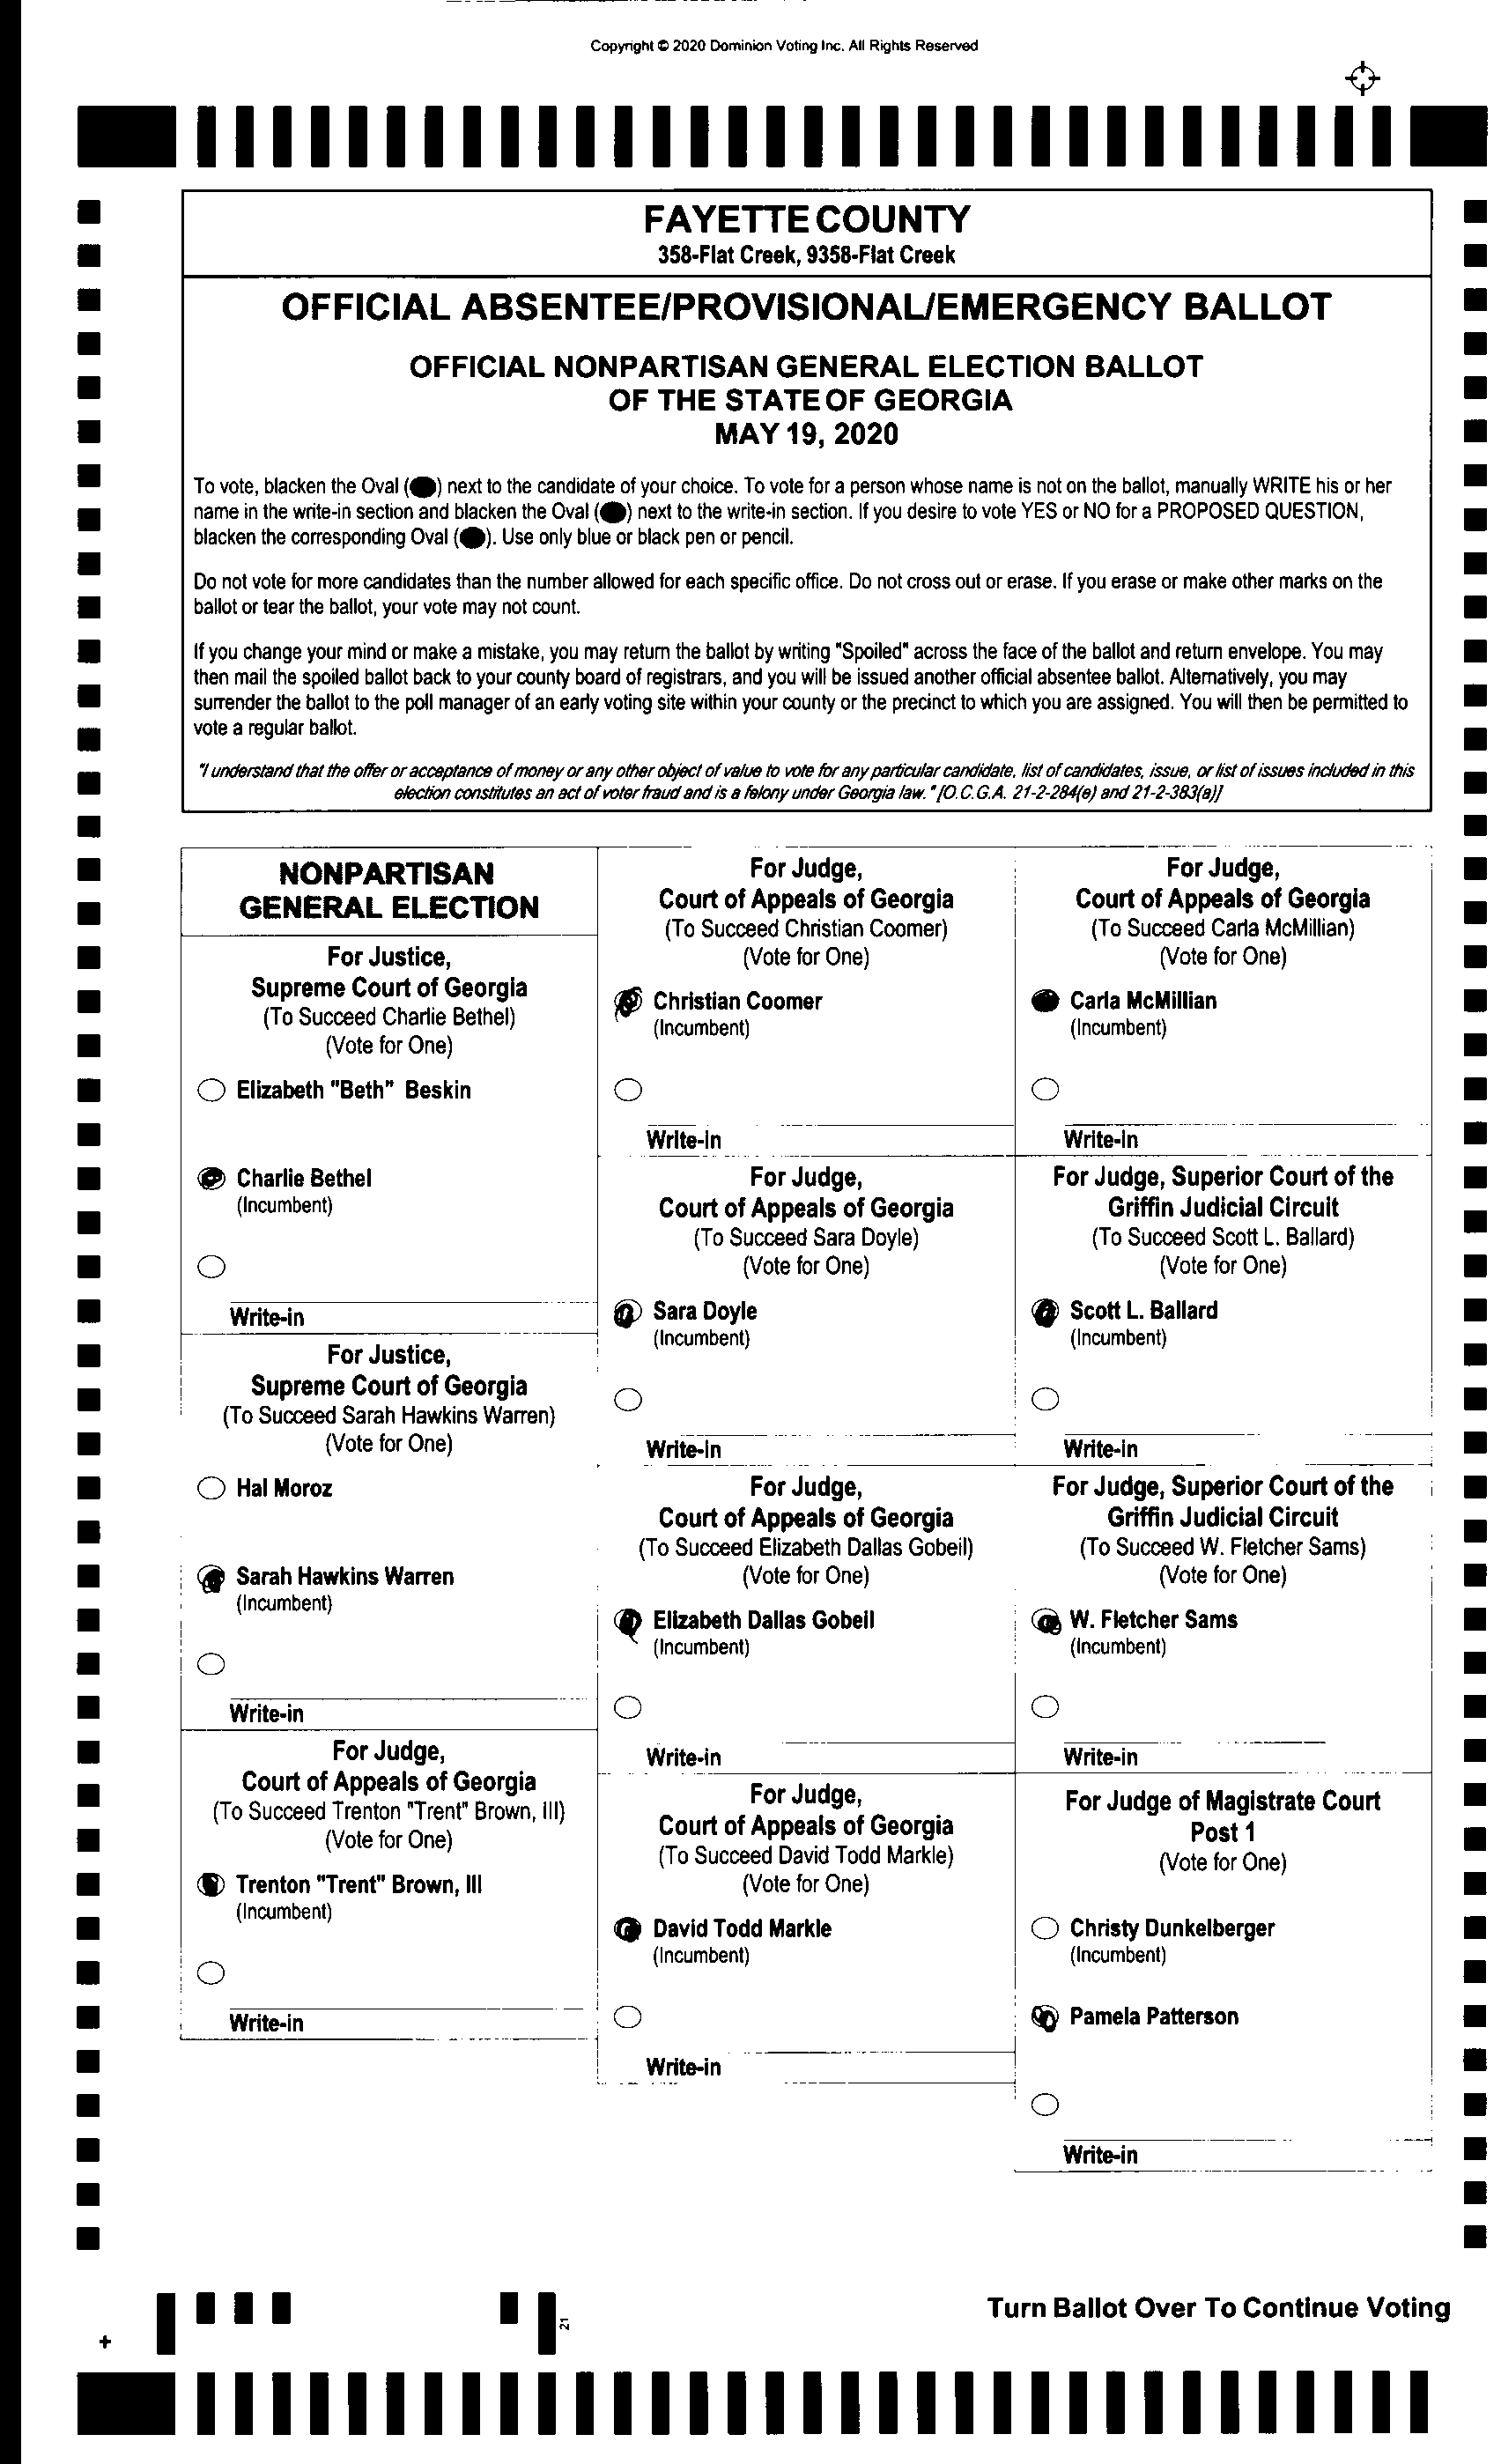 Copyright © 2020 Dominion Voting Inc. All Rights Reserved
FAYETTE COUNTY
358-Flat Creek, 9358-Flat Creek
OFFICIAL ABSENTEE/PROVISIONAL/EMERGENCY BALLOT
OFFICIAL NONPARTISAN GENERAL ELECTION BALLOT
OF THE STATE OF GEORGIA
MAY 19, 2020
To vote, blacken the Oval () next to the candidate of your choice. To vote for a person whose name is not on the ballot, manually WRITE his or her
name in the write-in section and blacken the Oval () next to the write-in section. If you desire to vote YES or NO for a PROPOSED QUESTION,
blacken the corresponding Oval (). Use only blue or black pen or pencil.
Do not vote for more candidates than the number allowed for each specific office. Do not cross out or erase. If you erase or make other marks on the
ballot or tear the ballot, your vote may not count.
If you change your mind or make a mistake, you may return the ballot by writing "Spoiled" across the face of the ballot and return envelope. You may
then mail the spoiled ballot back to your county board of registrars, and you will be issued another official absentee ballot. Alternatively, you may
surrender the ballot to the poll manager of an early voting site within your county or the precinct to which you are assigned. You will then be permitted to
vote a regular ballot.
"I understand that the offer or acceptance of money or any other object of value to vote for any particular candidate, list of candidates, issue, or list of issues included in this
election constitutes an act of voter fraud and is a felony under Georgia law." [O.C.G.A. 21-2-284(e) and 21-2-383(a)]
NONPARTISAN
GENERAL ELECTION
For Justice,
Supreme Court of Georgia
(To Succeed Charlie Bethel)
(Vote for One)
Elizabeth "Beth" Beskin
Charlie Bethel
(Incumbent)
Write-in
For Justice,
Supreme Court of Georgia
(To Succeed Sarah Hawkins Warren)
(Vote for One)
Hal Moroz
Sarah Hawkins Warren
(Incumbent)
Write-in
For Judge,
Court of Appeals of Georgia
(To Succeed Trenton "Trent" Brown, III)
(Vote for One)
Trenton "Trent" Brown, III
(Incumbent)
Write-in
For Judge,
Court of Appeals of Georgia
(To Succeed Christian Coomer)
(Vote for One)
Christian Coomer
(Incumbent)
Write-in
For Judge,
Court of Appeals of Georgia
(To Succeed Sara Doyle)
(Vote for One)
Sara Doyle
(Incumbent)
Write-in
For Judge,
Court of Appeals of Georgia
(To Succeed Elizabeth Dallas Gobeil)
(Vote for One)
Elizabeth Dallas Gobeil
(Incumbent)
Write-in
For Judge,
Court of Appeals of Georgia
(To Succeed David Todd Markle)
(Vote for One)
David Todd Markle
(Incumbent)
Write-in
For Judge,
Court of Appeals of Georgia
(To Succeed Carla McMillian)
(Vote for One)
Carla McMillian
(Incumbent)
Write-in
For Judge, Superior Court of the
Griffin Judicial Circuit
(To Succeed Scott L. Ballard)
(Vote for One)
Scott L. Ballard
(Incumbent)
Write-in
For Judge, Superior Court of the
Griffin Judicial Circuit
(To Succeed W. Fletcher Sams)
(Vote for One)
W. Fletcher Sams
(Incumbent)
Write-in
For Judge of Magistrate Court
Post 1
(Vote for One)
Christy Dunkelberger
(Incumbent)
Pamela Patterson
Write-in
Turn Ballot Over To Continue Voting
21
+